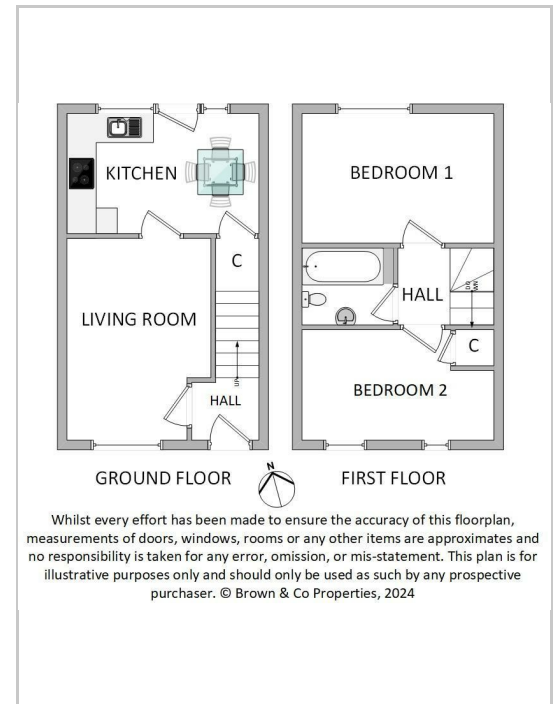 KITCHEN
C
LIVING ROOM
UP
HALL
GROUND FLOOR
BEDROOM 1
HALL
DOWN
C
BEDROOM 2
FIRST FLOOR
N
Whilst every effort has been made to ensure the accuracy of this floorplan,
measurements of doors, windows, rooms or any other items are approximates and
no responsibility is taken for any error, omission, or mis-statement. This plan is for
illustrative purposes only and should only be used as such by any prospective
purchaser. © Brown & Co Properties, 2024